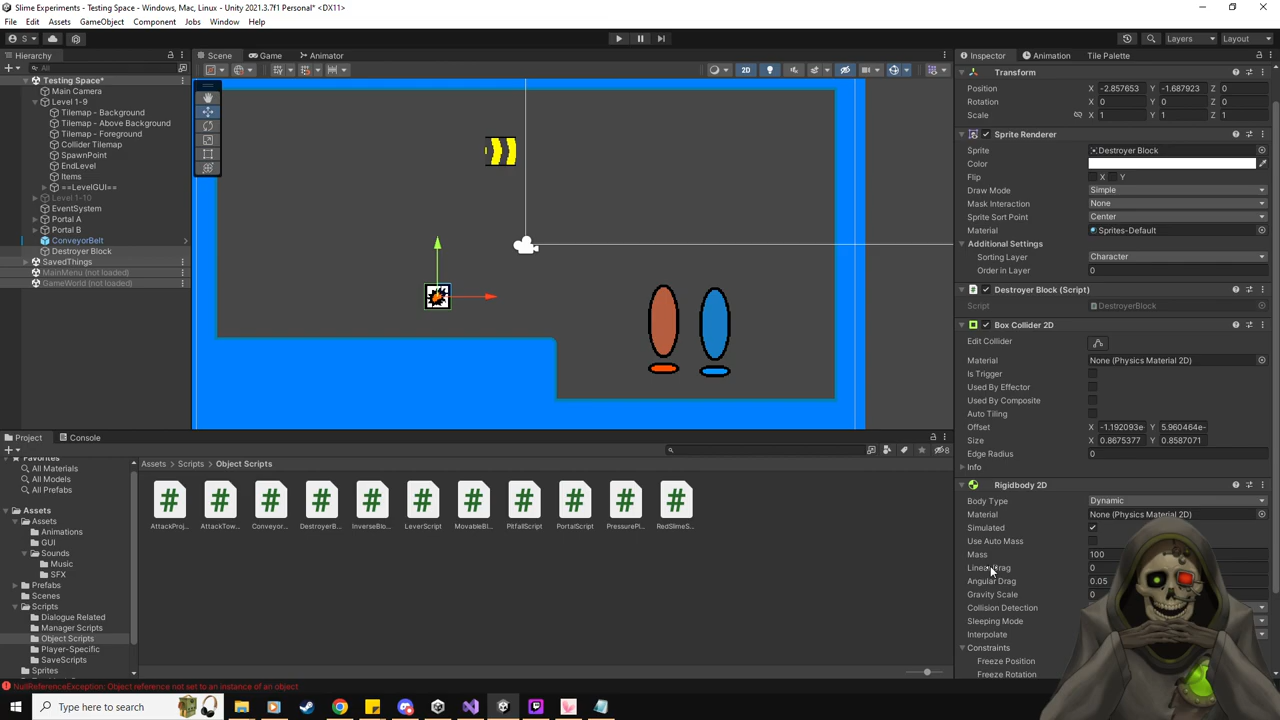 Slime Experiments - Testing Space - Windows, Mac, Linux - Unity 2021.3.7f1 Personal* <DX11>
File Edit Assets GameObject Component Jobs Window Help
S Layers Layout
Hierarchy Scene Game Animator Inspector Animation Tile Palette
All
2D
Testing Space*
Main Camera
Level 1-9
Tilemap - Background
Tilemap - Above Background
Tilemap - Foreground
Collider Tilemap
SpawnPoint
EndLevel
Items
==LevelGUI==
Level 1-10
EventSystem
Portal A
Portal B
ConveyorBelt
Destroyer Block
SavedThings
MainMenu (not loaded)
GameWorld (not loaded)
Transform
Position X -2.857653 Y -1.687923 Z 0
Rotation X 0 Y 0 Z 0
Scale X 1 Y 1 Z 1
Sprite Renderer
Sprite Destroyer Block
Color
Flip X Y
Draw Mode Simple
Mask Interaction None
Sprite Sort Point Center
Material Sprites-Default
Additional Settings
Sorting Layer Character
Order in Layer 0
Destroyer Block (Script)
Script DestroyerBlock
Box Collider 2D
Edit Collider
Material None (Physics Material 2D)
Is Trigger
Used By Effector
Used By Composite
Auto Tiling
Offset X -1.192093e- Y 5.960464e-
Size X 0.8675377 Y 0.8587071
Edge Radius 0
Info
Rigidbody 2D
Body Type Dynamic
Material None (Physics Material 2D)
Simulated
Use Auto Mass
Mass 100
Linear Drag 0
Angular Drag 0.05
Gravity Scale 0
Collision Detection
Sleeping Mode
Interpolate
Constraints
Freeze Position
Freeze Rotation
Project Console
8
Favorites
All Materials
All Models
All Prefabs
Assets
Animations
GUI
Sounds
Music
SFX
Prefabs
Scenes
Scripts
Dialogue Related
Manager Scripts
Object Scripts
Player-Specific
SaveScripts
Sprites
Assets Scripts Object Scripts
AttackProj... AttackTow... Conveyor... DestroyerB... InverseBlo... LeverScript MovableBl... PitfallScript PortalScript PressurePl... RedSlimeS...
NullReferenceException: Object reference not set to an instance of an object
Type here to search